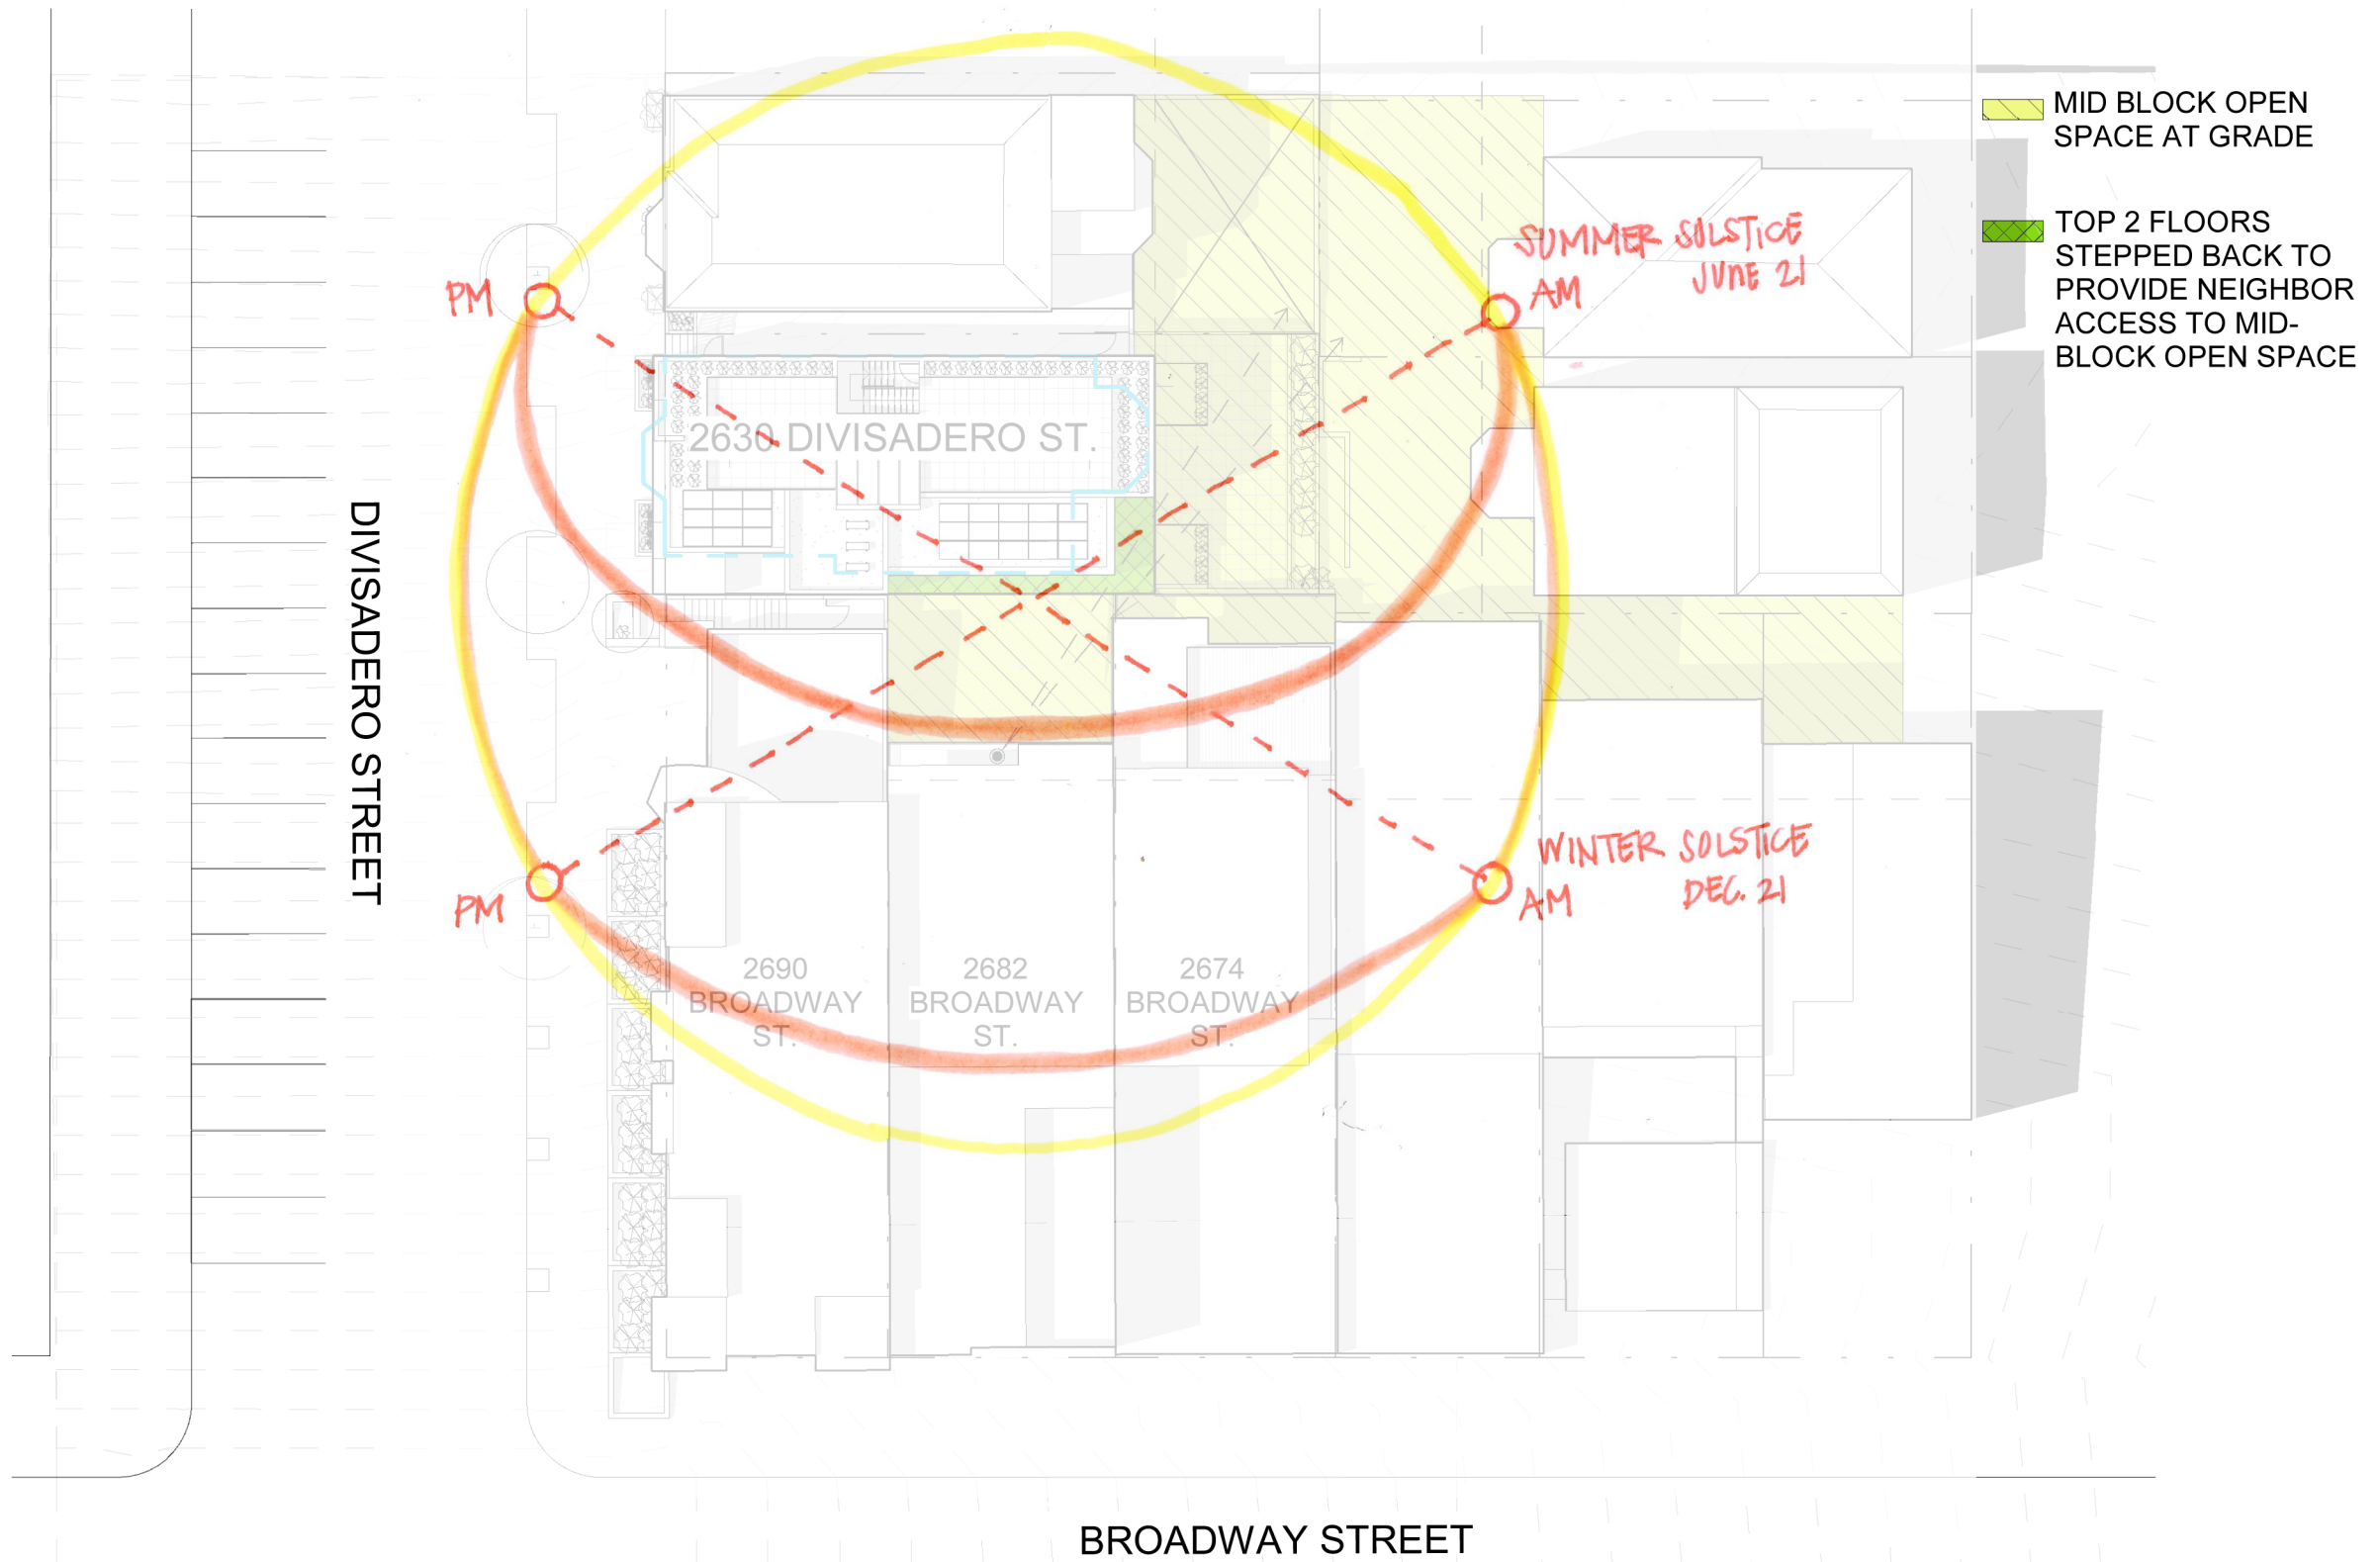 MID BLOCK OPEN
SPACE AT GRADE
TOP 2 FLOORS
STEPPED BACK TO
PROVIDE NEIGHBOR
ACCESS TO MID-
BLOCK OPEN SPACE
SUMMER SOLSTICE
JUNE 21
AM
PM
2630 DIVISADERO ST.
DIVISADERO STREET
WINTER SOLSTICE
DEC. 21
AM
PM
2690
BROADWAY
ST.
2682
BROADWAY
ST.
2674
BROADWAY
ST.
BROADWAY STREET